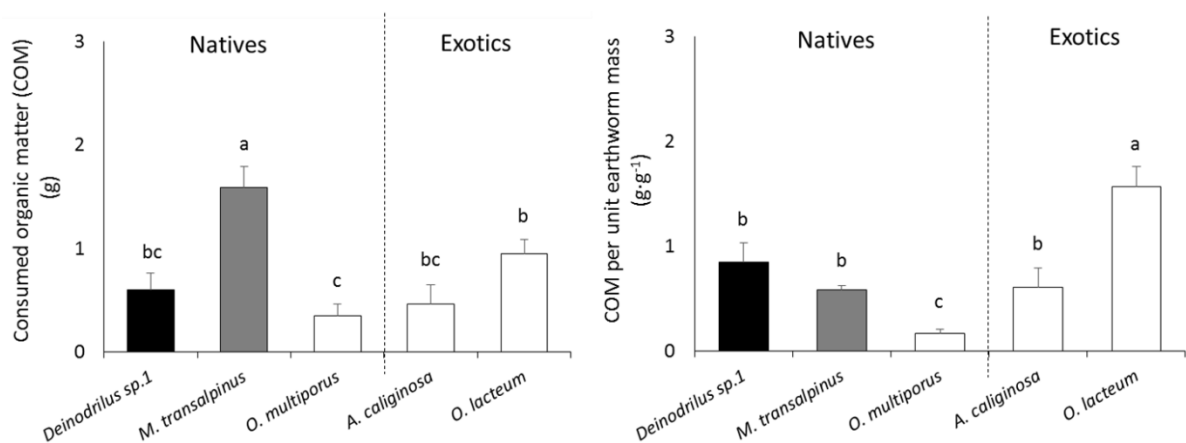 Consumed organic matter (COM)
(g)
3
2
1
0
Natives
Exotics
bc
a
c
bc
b
Deinodrilus sp.1
M. transalpinus
O. multiporus
A. caliginosa
O. lacteum
COM per unit earthworm mass
(g·g⁻¹)
3
2
1
0
Natives
Exotics
b
b
c
b
a
Deinodrilus sp.1
M. transalpinus
O. multiporus
A. caliginosa
O. lacteum